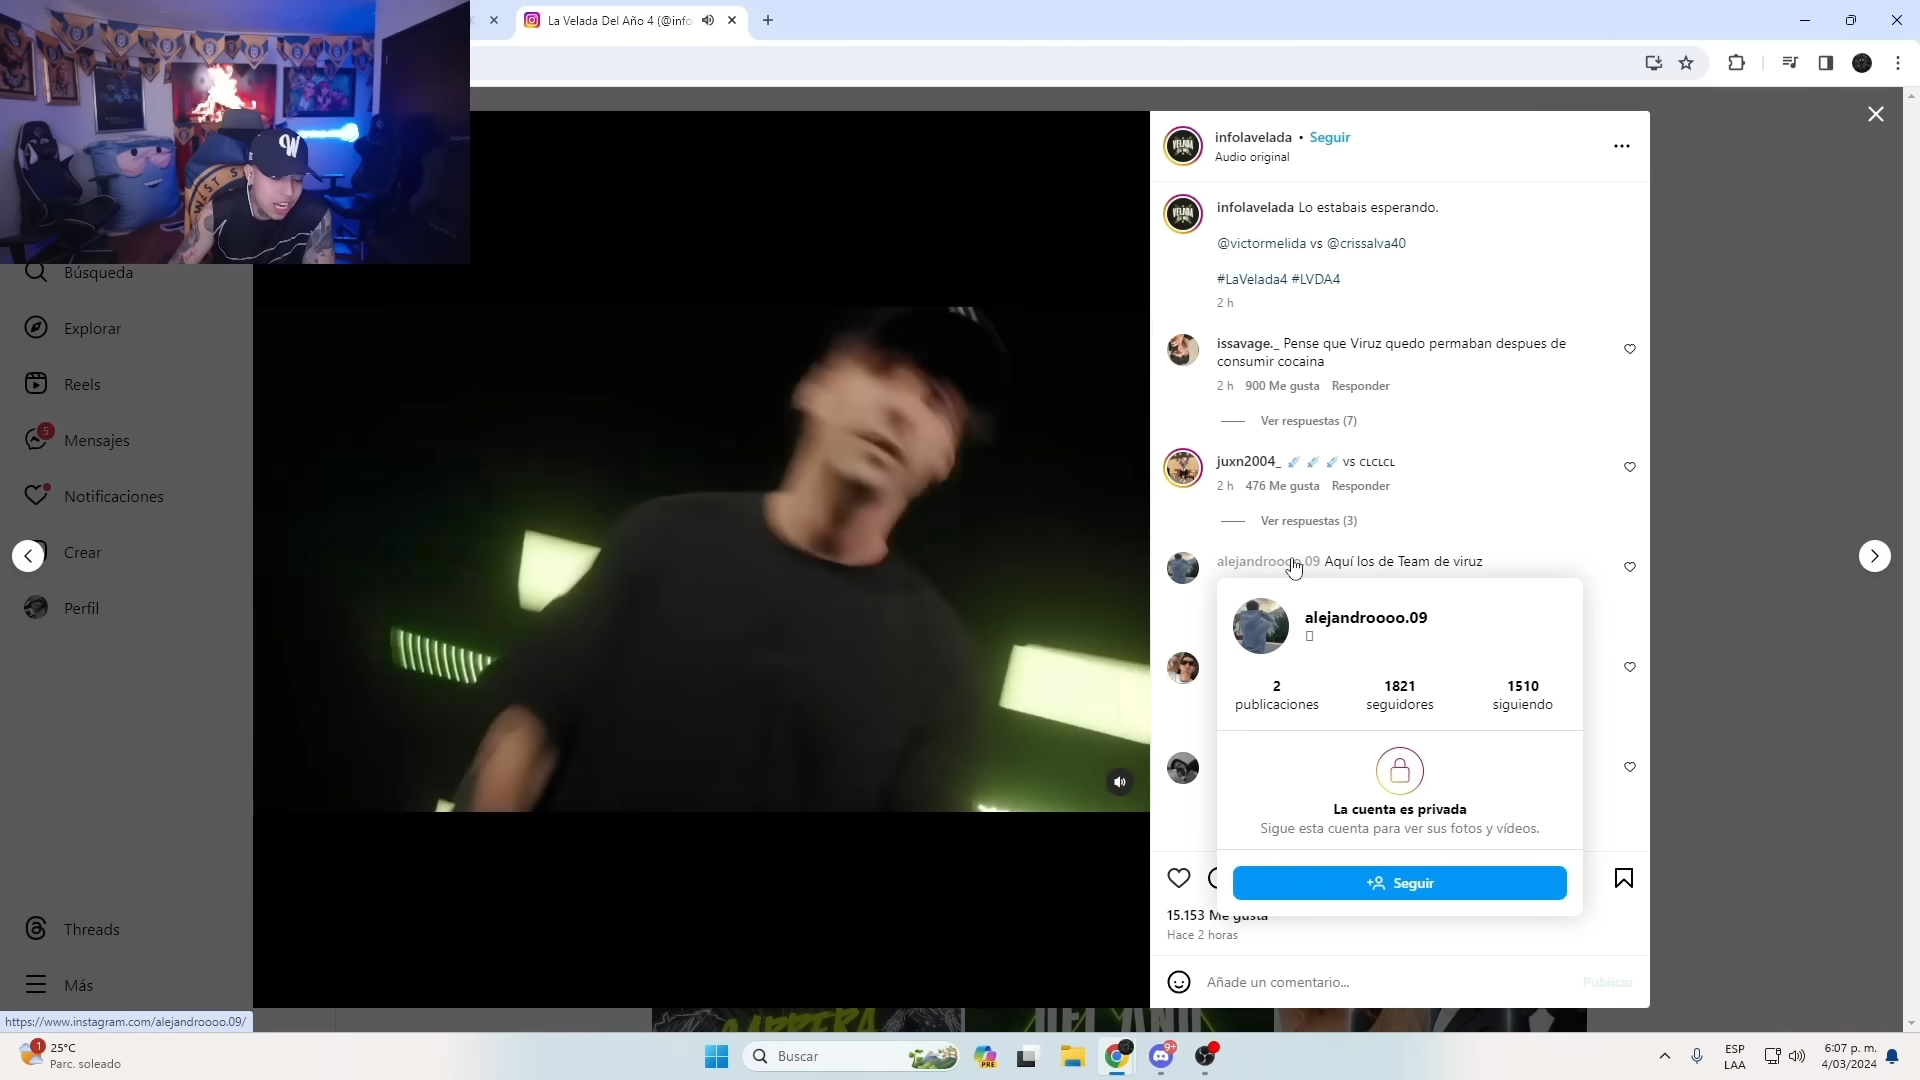 La Velada Del Año 4 (@info
W
WEST S
infolavelada • Seguir
Audio original
infolavelada Lo estabais esperando.
@victormelida vs @crissalva40
#LaVelada4 #LVDA4
2 h
issavage._ Pense que Viruz quedo permaban despues de
consumir cocaina
2 h 900 Me gusta Responder
Ver respuestas (7)
juxn2004_ vs CLCLCL
2 h 476 Me gusta Responder
Ver respuestas (3)
Aquí los de Team de viruz
alejandroooo.09
2 1821 1510
publicaciones seguidores siguiendo
La cuenta es privada
Sigue esta cuenta para ver sus fotos y vídeos.
Seguir
15.153 Me gusta
Hace 2 horas
Añade un comentario...
Publicar
Búsqueda
Explorar
Reels
5
Mensajes
Notificaciones
Crear
Perfil
Threads
Más
https://www.instagram.com/alejandroooo.09/
1
25°C
Parc. soleado
Buscar
PRE
9+
ESP
LAA
6:07 p. m.
4/03/2024